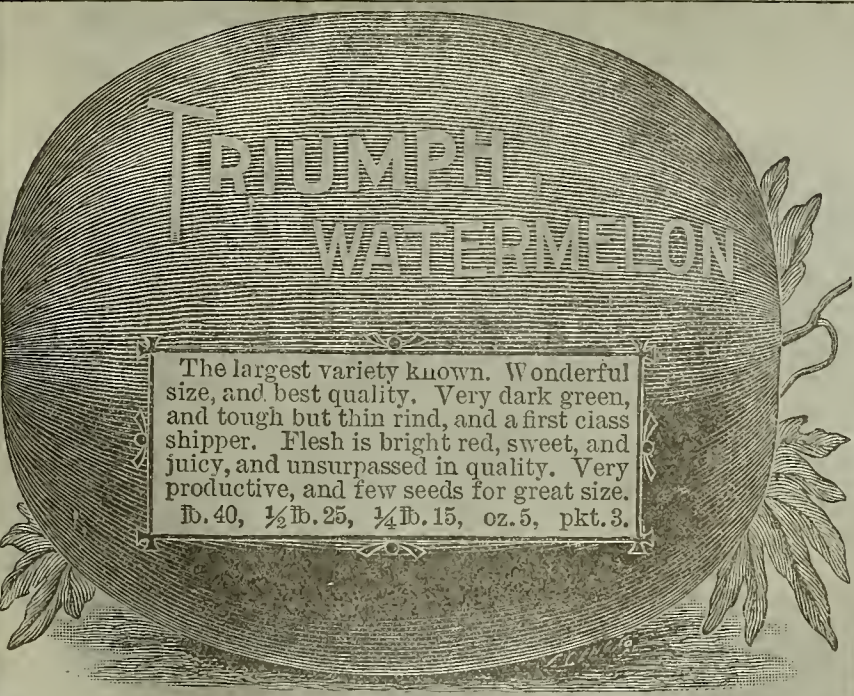 TRIUMPH
WATERMELON
The largest variety known. Wonderful
size, and best quality. Very dark green,
and tough but thin rind, and a first class
shipper. Flesh is bright red, sweet, and
juicy, and unsurpassed in quality. Very
productive, and few seeds for great size.
lb. 40, ½ lb. 25, ¼ lb. 15, oz. 5, pkt. 3.